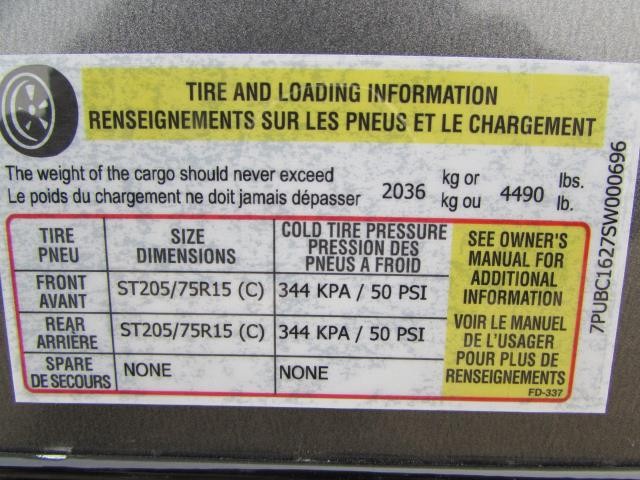 TIRE AND LOADING INFORMATION
RENSEIGNEMENTS SUR LES PNEUS ET LE CHARGEMENT
The weight of the cargo should never exceed 2036 kg or 4490 lbs.
Le poids du chargement ne doit jamais dépasser kg ou lb.
TIRE PNEU
SIZE DIMENSIONS
COLD TIRE PRESSURE
PRESSION DES
PNEUS A FROID
FRONT AVANT
ST205/75R15 (C)
344 KPA / 50 PSI
REAR ARRIÈRE
ST205/75R15 (C)
344 KPA / 50 PSI
SPARE DE SECOURS
NONE
NONE
SEE OWNER'S
MANUAL FOR
ADDITIONAL
INFORMATION
VOIR LE MANUEL
DE L'USAGER
POUR PLUS DE
RENSEIGNEMENTS
FD-337
7PUBC1627SW000696